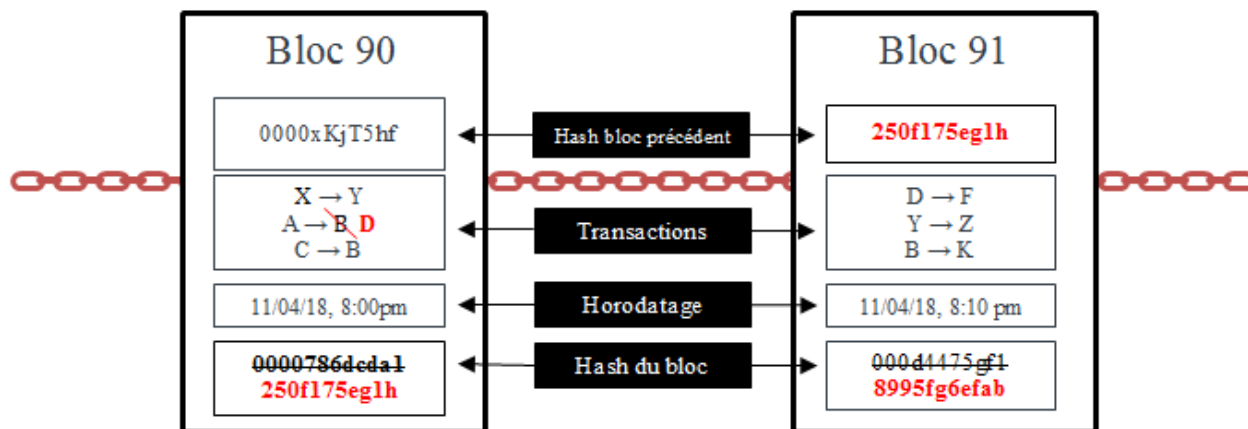 Bloc 90
Bloc 91
0000xKjT5hf
Hash bloc précédent
250f175eg1h
X → Y
A → B D
C → B
Transactions
D → F
Y → Z
B → K
11/04/18, 8:00pm
Horodatage
11/04/18, 8:10 pm
0000786dcda1
250f175eg1h
Hash du bloc
000d4475gf1
8995fg6efab